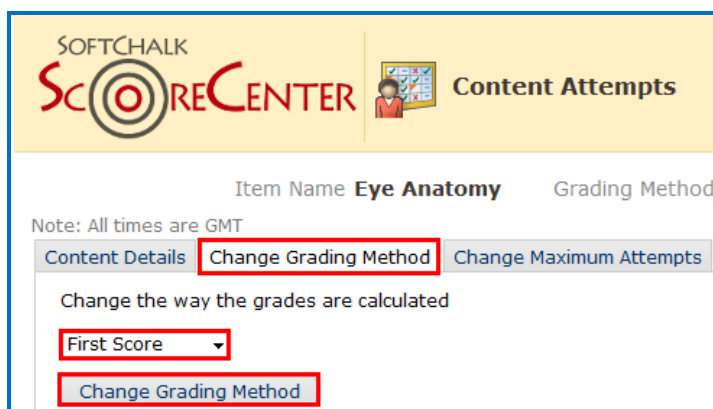 SOFTCHALK
SCORECENTER
Content Attempts
Item Name Eye Anatomy Grading Method
Note: All times are GMT
Content Details Change Grading Method Change Maximum Attempts
Change the way the grades are calculated
First Score
Change Grading Method